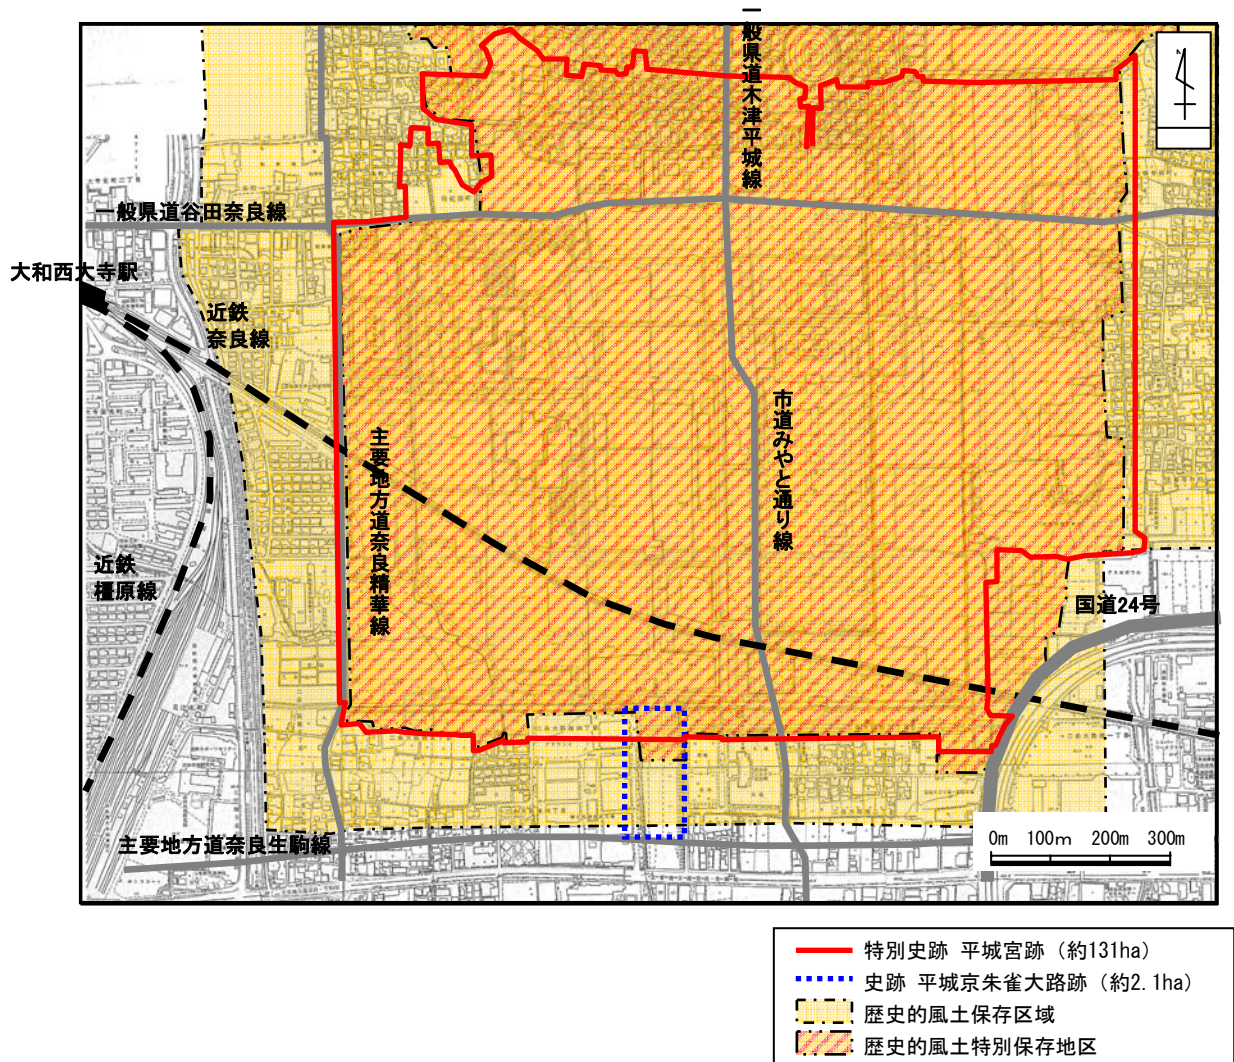 一般県道木津平城線
一般県道谷田奈良線
大和西大寺駅
近鉄
奈良線
主要地方道奈良精華線
市道みやと通り線
近鉄
橿原線
国道24号
主要地方道奈良生駒線
0m 100m 200m 300m
特別史跡 平城宮跡（約131ha）
史跡 平城京朱雀大路跡（約2.1ha）
歴史的風土保存区域
歴史的風土特別保存地区